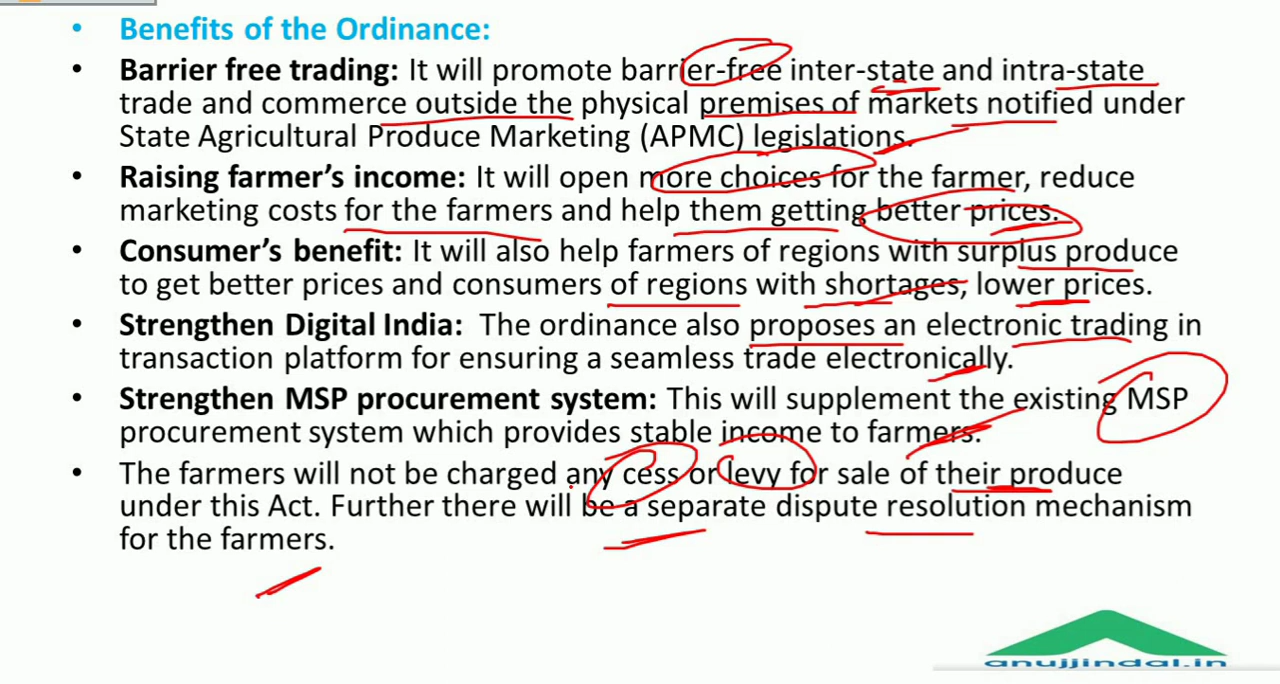 • Benefits of the Ordinance:
• Barrier free trading: It will promote barrier-free inter-state and intra-state
trade and commerce outside the physical premises of markets notified under
State Agricultural Produce Marketing (APMC) legislations.
• Raising farmer’s income: It will open more choices for the farmer, reduce
marketing costs for the farmers and help them getting better prices.
• Consumer’s benefit: It will also help farmers of regions with surplus produce
to get better prices and consumers of regions with shortages, lower prices.
• Strengthen Digital India: The ordinance also proposes an electronic trading in
transaction platform for ensuring a seamless trade electronically.
• Strengthen MSP procurement system: This will supplement the existing MSP
procurement system which provides stable income to farmers.
• The farmers will not be charged any cess or levy for sale of their produce
under this Act. Further there will be a separate dispute resolution mechanism
for the farmers.
anujjindal.in